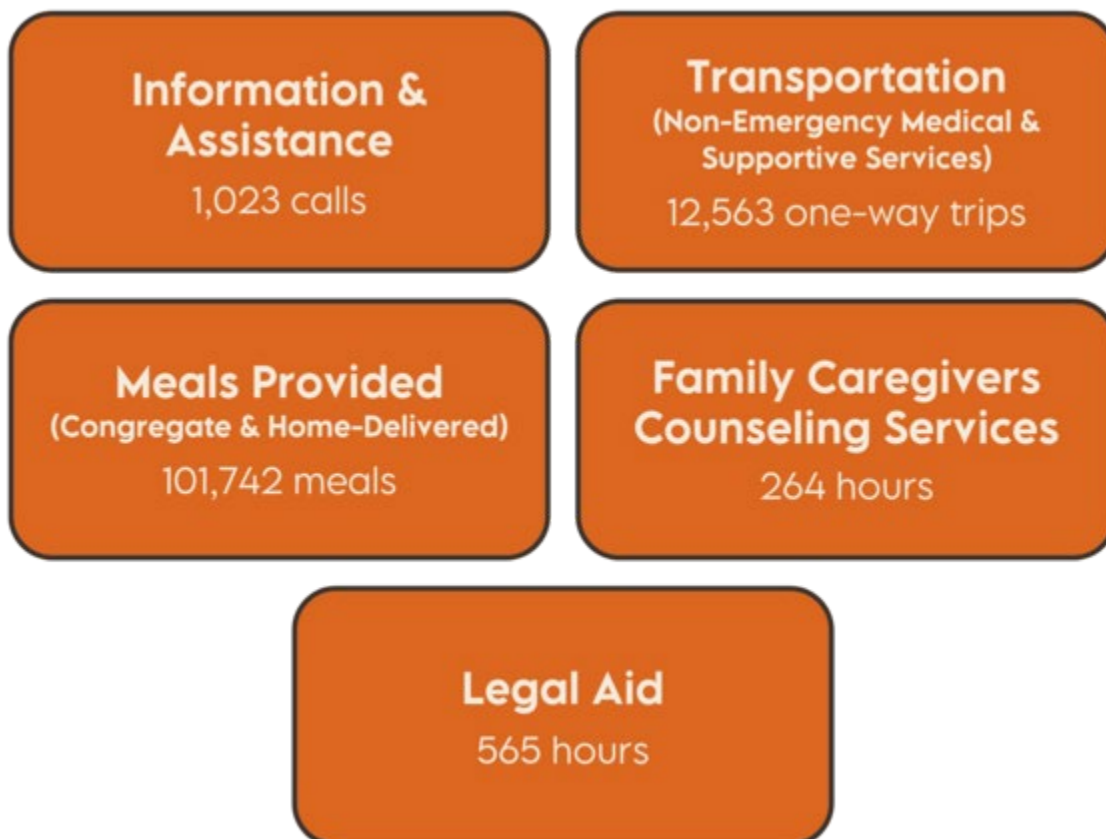 Information &
Assistance
1,023 calls
Transportation
(Non-Emergency Medical &
Supportive Services)
12,563 one-way trips
Meals Provided
(Congregate & Home-Delivered)
101,742 meals
Family Caregivers
Counseling Services
264 hours
Legal Aid
565 hours